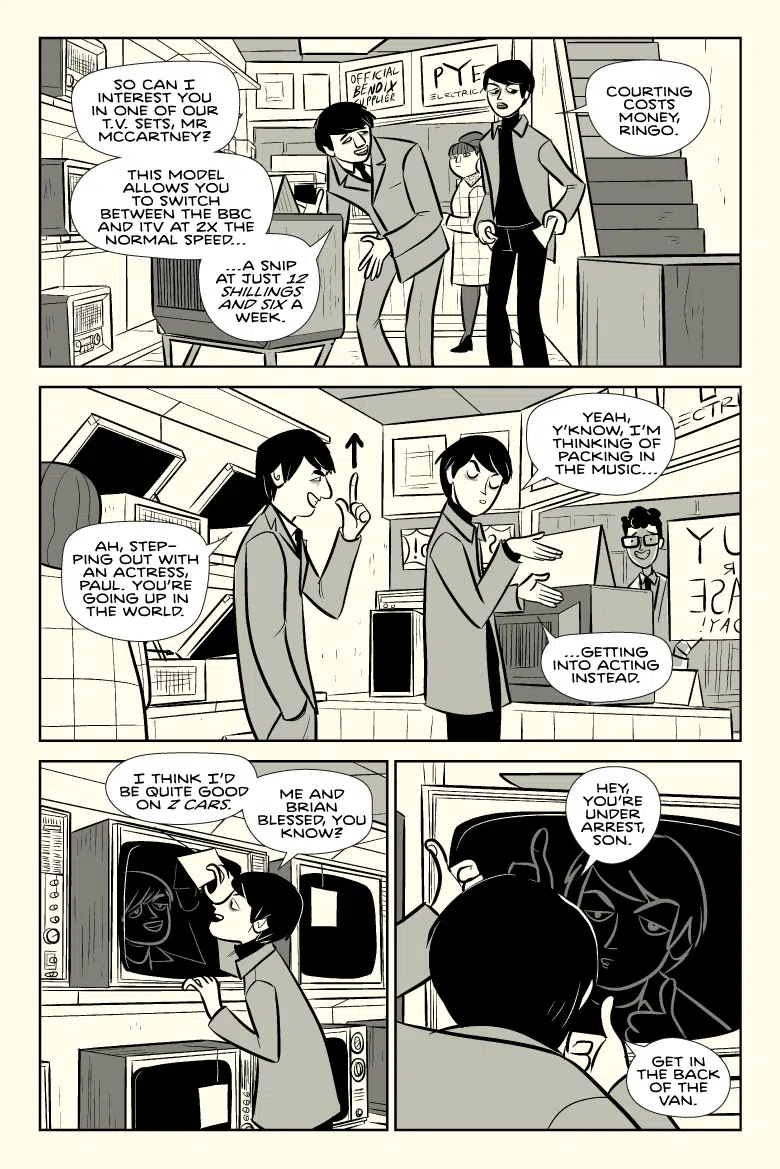 SO CAN I
INTEREST YOU
IN ONE OF OUR
T.V. SETS, MR
MCCARTNEY?
THIS MODEL
ALLOWS YOU
TO SWITCH
BETWEEN THE BBC
AND ITV AT 2X THE
NORMAL SPEED...
...A SNIP
AT JUST 12
SHILLINGS
AND SIX A
WEEK.
OFFICIAL
BENDIX
SUPPLIER
PYE
ELECTRICA
COURTING
COSTS
MONEY,
RINGO.
AH, STEP-
PING OUT WITH
AN ACTRESS,
PAUL. YOU'RE
GOING UP IN
THE WORLD.
YEAH,
Y'KNOW, I'M
THINKING OF
PACKING IN
THE MUSIC...
ECTR
...GETTING
INTO ACTING
INSTEAD.
I THINK I'D
BE QUITE GOOD
ON Z CARS.
ME AND
BRIAN
BLESSED, YOU
KNOW?
HEY,
YOU'RE
UNDER
ARREST,
SON.
GET IN
THE BACK
OF THE
VAN.